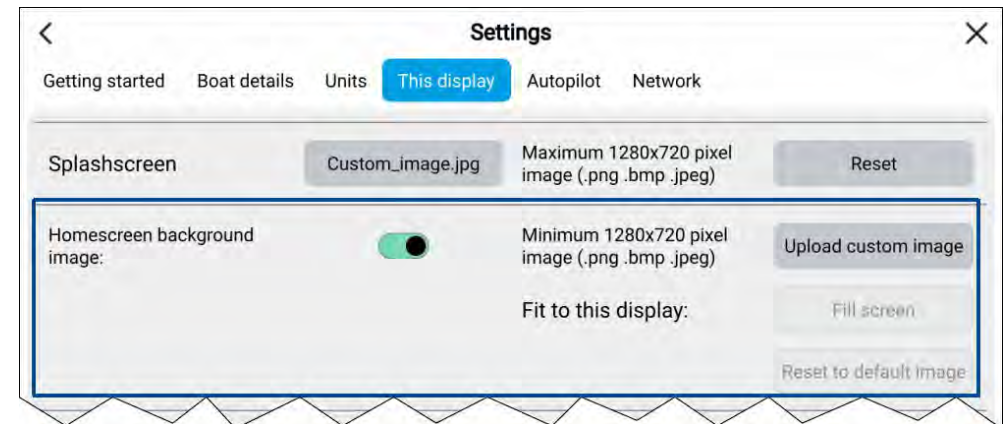 Settings
Getting started Boat details Units This display Autopilot Network
Splashscreen Custom_image.jpg Maximum 1280x720 pixel Reset
image (.png .bmp .jpeg)
Homescreen background Minimum 1280x720 pixel Upload custom image
image: image (.png .bmp .jpeg)
Fit to this display: Fill screen
Reset to default image